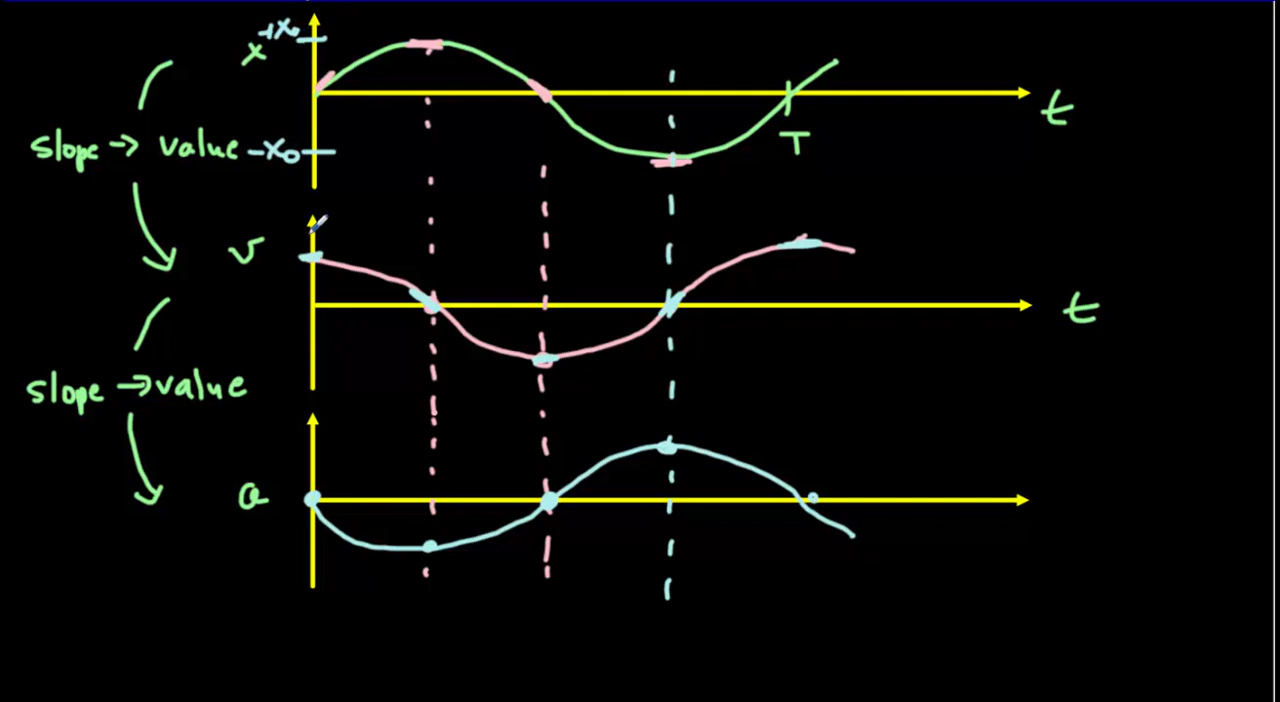 +x₀
x
t
T
slope → value
-x₀
v
t
slope → value
a